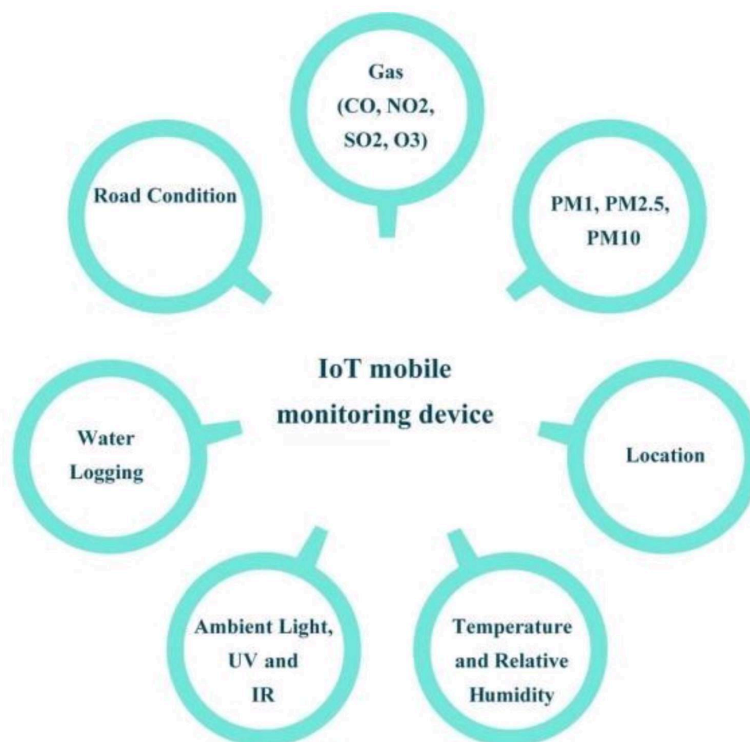 Gas
(CO, NO2,
SO2, O3)
Road Condition
PM1, PM2.5,
PM10
IoT mobile
monitoring device
Water
Logging
Location
Ambient Light,
UV and
IR
Temperature
and Relative
Humidity